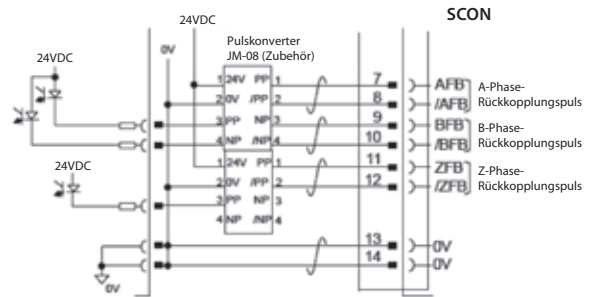 SCON
24VDC
0V
Pulskonverter
JM-08 (Zubehör)
24VDC
1 24V PP 1
2 0V /PP 2
3 PP NP 3
4 NP /NP 4
7 AFB
8 /AFB
A-Phase-
Rückkopplungspuls
9 BFB
10 /BFB
B-Phase-
Rückkopplungspuls
24VDC
1 24V PP 1
2 0V /PP 2
3 PP NP 3
4 NP /NP 4
11 ZFB
12 /ZFB
Z-Phase-
Rückkopplungspuls
13 0V
14 0V
0V